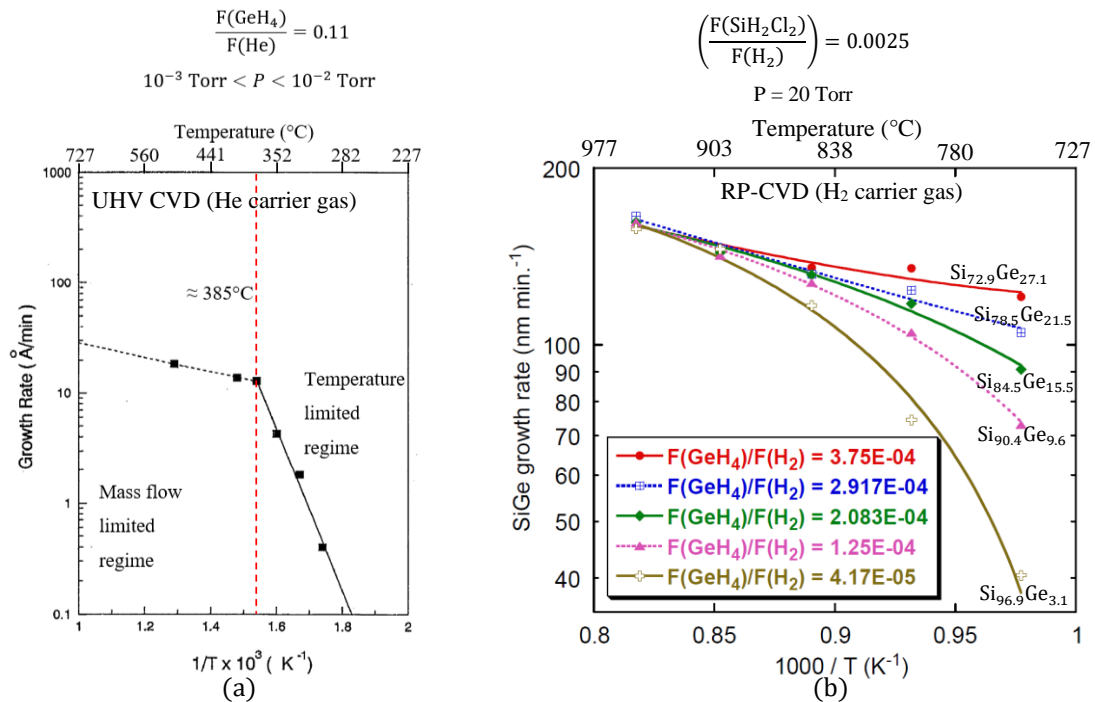 F(GeH₄)
F(He)
= 0.11
10⁻³ Torr < P < 10⁻² Torr
Temperature (°C)
727 560 441 352 282 227
1000
100
10
1
0.1
Growth Rate (Å/min)
UHV CVD (He carrier gas)
≈ 385°C
Temperature
limited
regime
Mass flow
limited
regime
1 1.2 1.4 1.6 1.8 2
1/T x 10³ ( K⁻¹)
(a)
(F(SiH₂Cl₂)
F(H₂))
= 0.0025
P = 20 Torr
Temperature (°C)
977 903 838 780 727
200
100
90
80
70
60
50
40
SiGe growth rate (nm min.⁻¹)
RP-CVD (H₂ carrier gas)
Si₇₂.₉Ge₂₇.₁
Si₇₈.₅Ge₂₁.₅
Si₈₄.₅Ge₁₅.₅
Si₉₀.₄Ge₉.₆
Si₉₆.₉Ge₃.₁
F(GeH₄)/F(H₂) = 3.75E-04
F(GeH₄)/F(H₂) = 2.917E-04
F(GeH₄)/F(H₂) = 2.083E-04
F(GeH₄)/F(H₂) = 1.25E-04
F(GeH₄)/F(H₂) = 4.17E-05
0.8 0.85 0.9 0.95 1
1000 / T (K⁻¹)
(b)